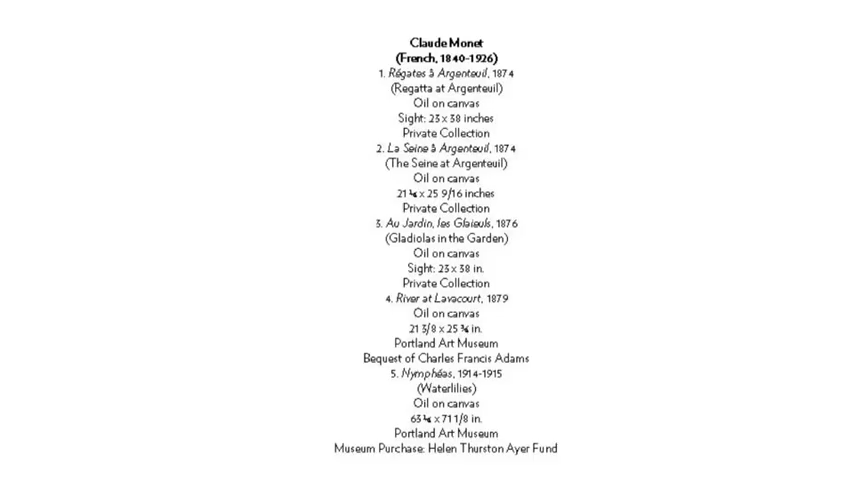 Claude Monet
(French, 1840-1926)
1. Régates à Argenteuil, 1874
(Regatta at Argenteuil)
Oil on canvas
Sight: 23 x 38 inches
Private Collection
2. La Seine à Argenteuil, 1874
(The Seine at Argenteuil)
Oil on canvas
21 ¼ x 25 9/16 inches
Private Collection
3. Au Jardin, les Glaieuls, 1876
(Gladiolas in the Garden)
Oil on canvas
Sight: 23 x 38 in.
Private Collection
4. River at Lavacourt, 1879
Oil on canvas
21 3/8 x 25 ¾ in.
Portland Art Museum
Bequest of Charles Francis Adams
5. Nymphéas, 1914-1915
(Waterlilies)
Oil on canvas
63 ¼ x 71 1/8 in.
Portland Art Museum
Museum Purchase: Helen Thurston Ayer Fund